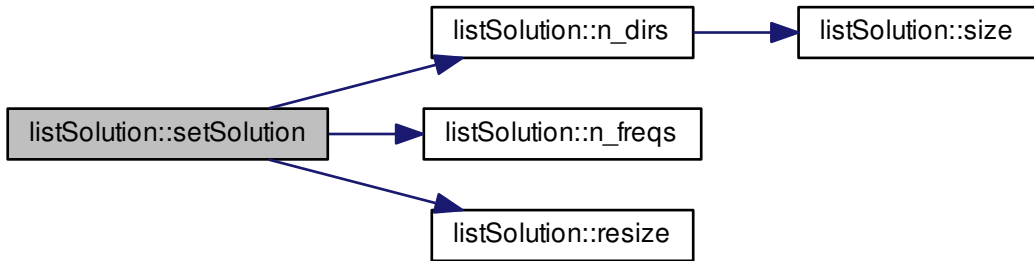 listSolution::n_dirs
listSolution::size
listSolution::setSolution
listSolution::n_freqs
listSolution::resize